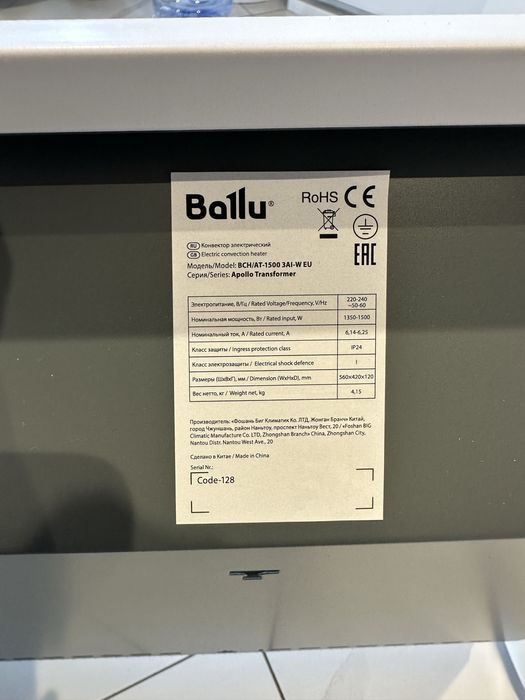 Ballu®
RoHS CE
EAC
RU Конвектор электрический
GB Electric convection heater
Модель/Model: BCH/AT-1500 3AI-W EU
Серия/Series: Apollo Transformer
Электропитание, В/Гц / Rated Voltage/Frequency, V/Hz 220-240 ~50-60
Номинальная мощность, Вт / Rated input, W 1350-1500
Номинальный ток, А / Rated current, A 6,14-6,25
Класс защиты / Ingress protection class IP24
Класс электрозащиты / Electrical shock defence I
Размеры (ШхВхГ), мм / Dimension (WxHxD), mm 560x420x120
Вес нетто, кг / Net weight, kg 4,15
Производитель: «Фошань Биг Климатик Ко. ЛТД, Жонган Бранч» Китай,
город Чжуншань, район Наньтоу, проспект Наньтоу Вест, 20 / «Foshan BIG
Climatic Manufacture Co. LTD, Zhongshan Branch» China, Zhongshan City,
Nantou Distr. Nantou West Ave., 20
Сделано в Китае / Made in China
Serial Nr.:
Code-128